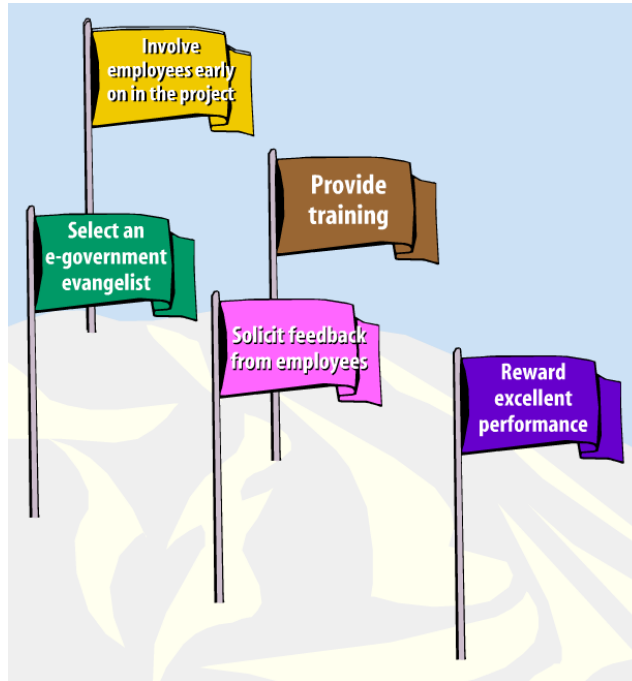 Involve
employees early
on in the project
Provide
training
Select an
e-government
evangelist
Solicit feedback
from employees
Reward
excellent
performance